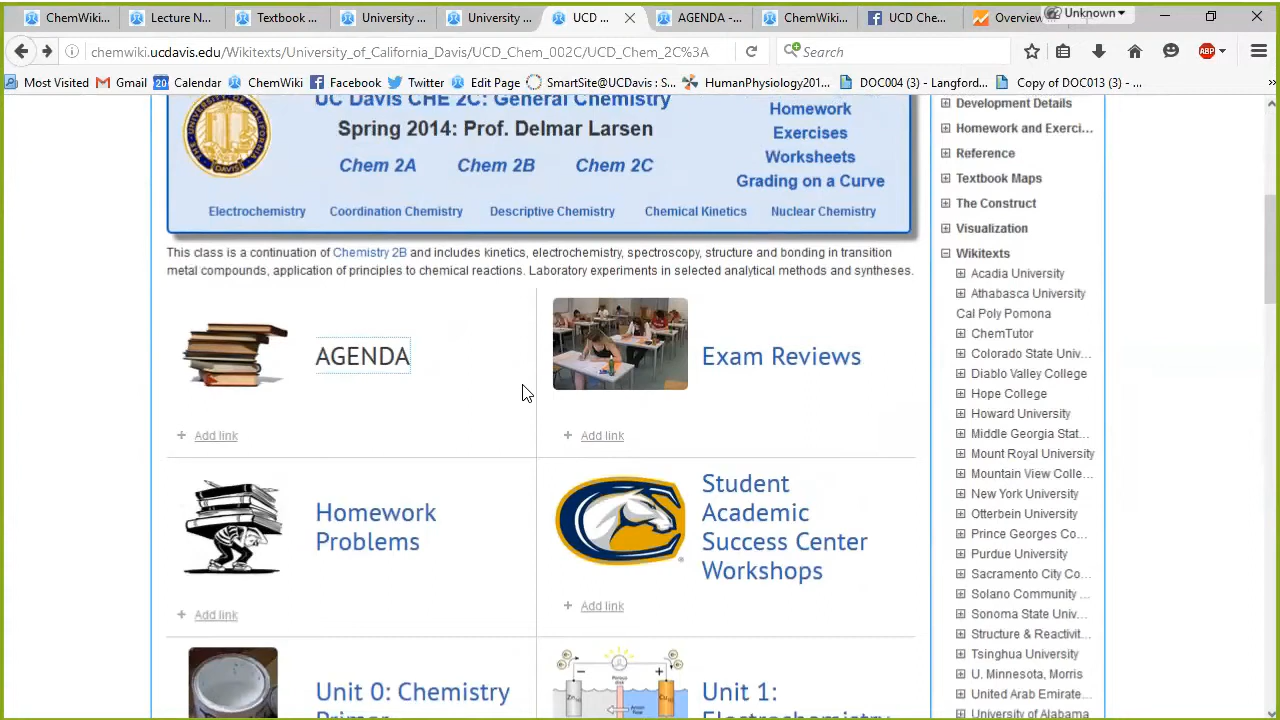 ChemWiki...
Lecture N...
Textbook ...
University ...
University ...
UCD ...
AGENDA -...
ChemWiki...
UCD Che...
Overview
Unknown
chemwiki.ucdavis.edu/Wikitexts/University_of_California_Davis/UCD_Chem_002C/UCD_Chem_2C%3A
Search
ABP
Most Visited
Gmail
20 Calendar
ChemWiki
Facebook
Twitter
Edit Page
SmartSite@UCDavis : S...
HumanPhysiology201...
DOC004 (3) - Langford...
Copy of DOC013 (3) - ...
UC Davis CHE 2C: General Chemistry
Spring 2014: Prof. Delmar Larsen
Chem 2A Chem 2B Chem 2C
Homework
Exercises
Worksheets
Grading on a Curve
Electrochemistry Coordination Chemistry Descriptive Chemistry Chemical Kinetics Nuclear Chemistry
This class is a continuation of Chemistry 2B and includes kinetics, electrochemistry, spectroscopy, structure and bonding in transition
metal compounds, application of principles to chemical reactions. Laboratory experiments in selected analytical methods and syntheses.
AGENDA
Add link
Exam Reviews
Add link
Homework
Problems
Add link
Student
Academic
Success Center
Workshops
Add link
Unit 0: Chemistry
Primer
Unit 1:
Electrochemistry
Development Details
Homework and Exerci...
Reference
Textbook Maps
The Construct
Visualization
Wikitexts
Acadia University
Athabasca University
Cal Poly Pomona
ChemTutor
Colorado State Univ...
Diablo Valley College
Hope College
Howard University
Middle Georgia Stat...
Mount Royal University
Mountain View Colle...
New York University
Otterbein University
Prince Georges Co...
Purdue University
Sacramento City Co...
Solano Community ...
Sonoma State Univ...
Structure & Reactivit...
Tsinghua University
U. Minnesota, Morris
United Arab Emirate...
University of Alabama